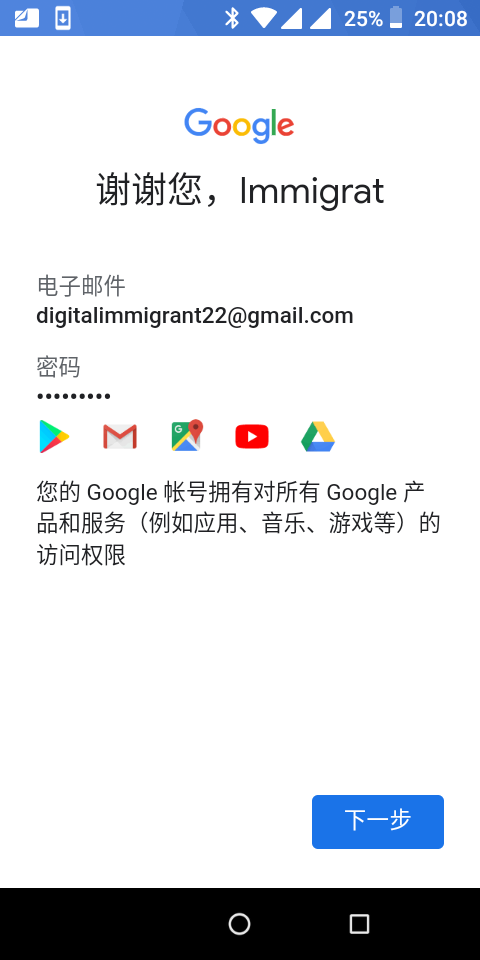 25% 20:08
Google
谢谢您，Immigrat
电子邮件
digitalimmigrant22@gmail.com
密码
•••••••••
G
您的 Google 帐号拥有对所有 Google 产
品和服务（例如应用、音乐、游戏等）的
访问权限
下一步